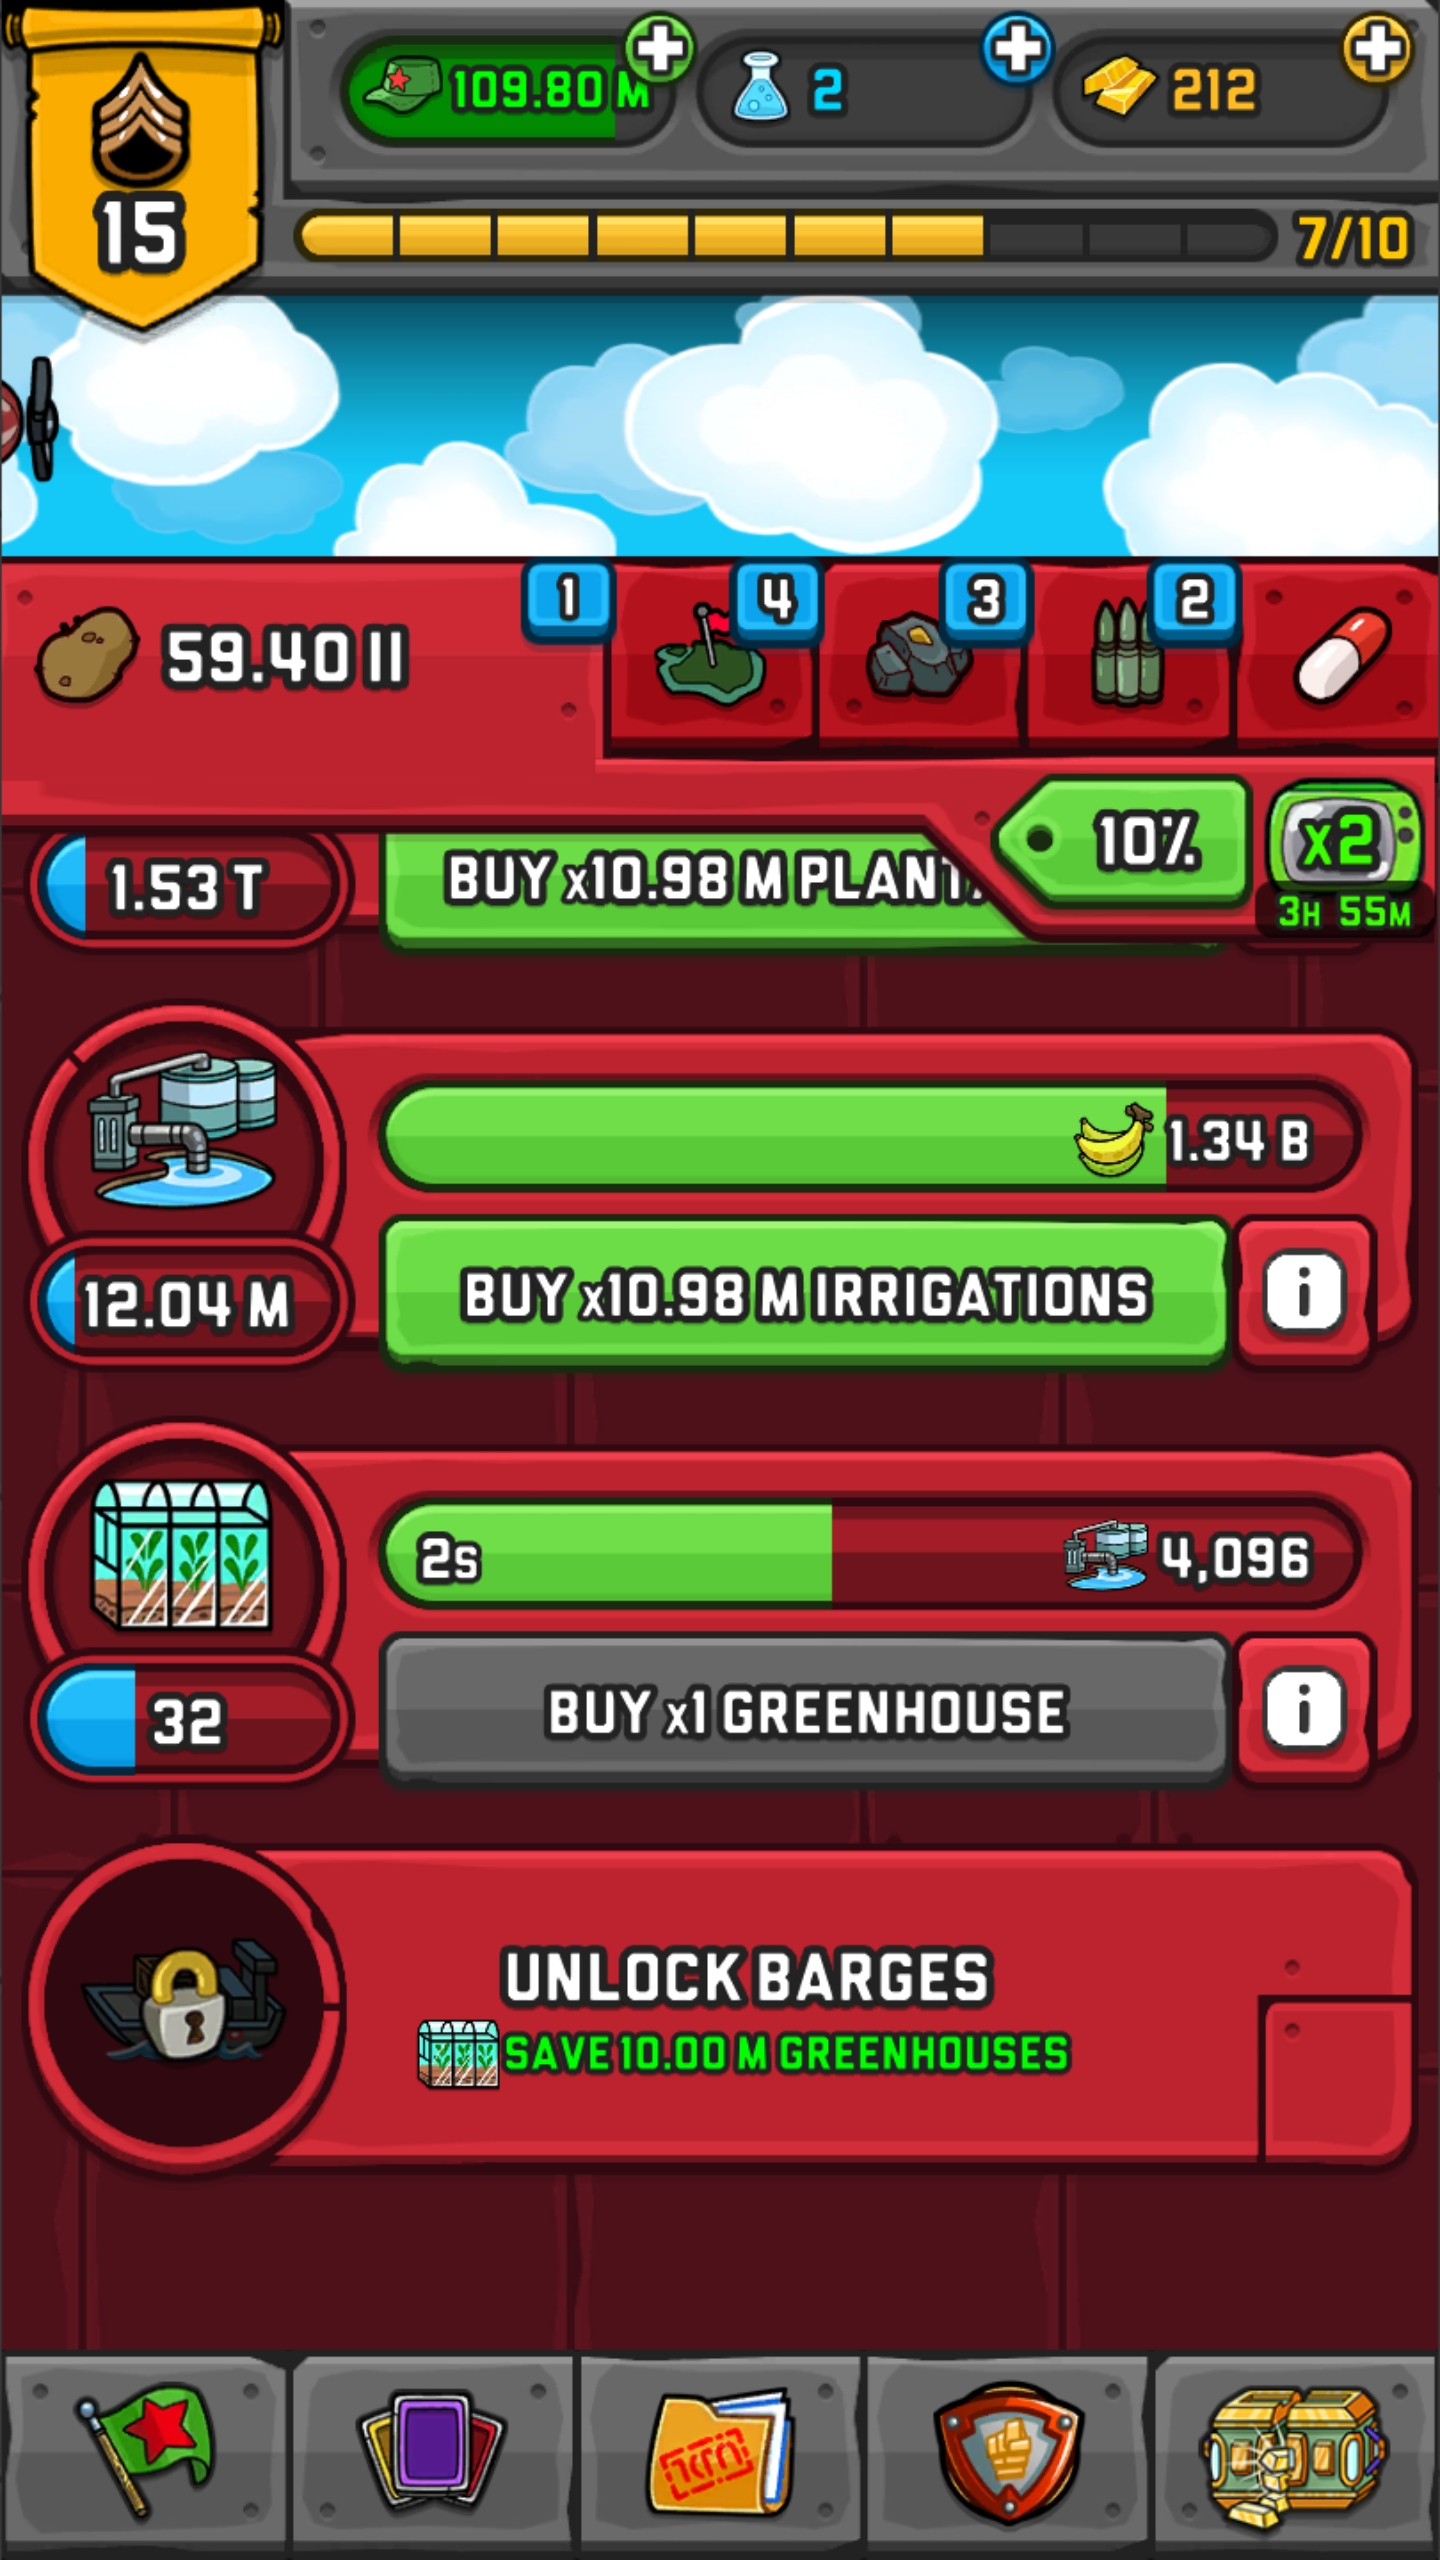 109.80 M
2
212
15
7/10
59.40 II
1
4
3
2
10%
x2
3H 55M
1.53 T
BUY x10.98 M PLANT
1.34 B
12.04 M
BUY x10.98 M IRRIGATIONS
2s
4,096
32
BUY x1 GREENHOUSE
UNLOCK BARGES
SAVE 10.00 M GREENHOUSES